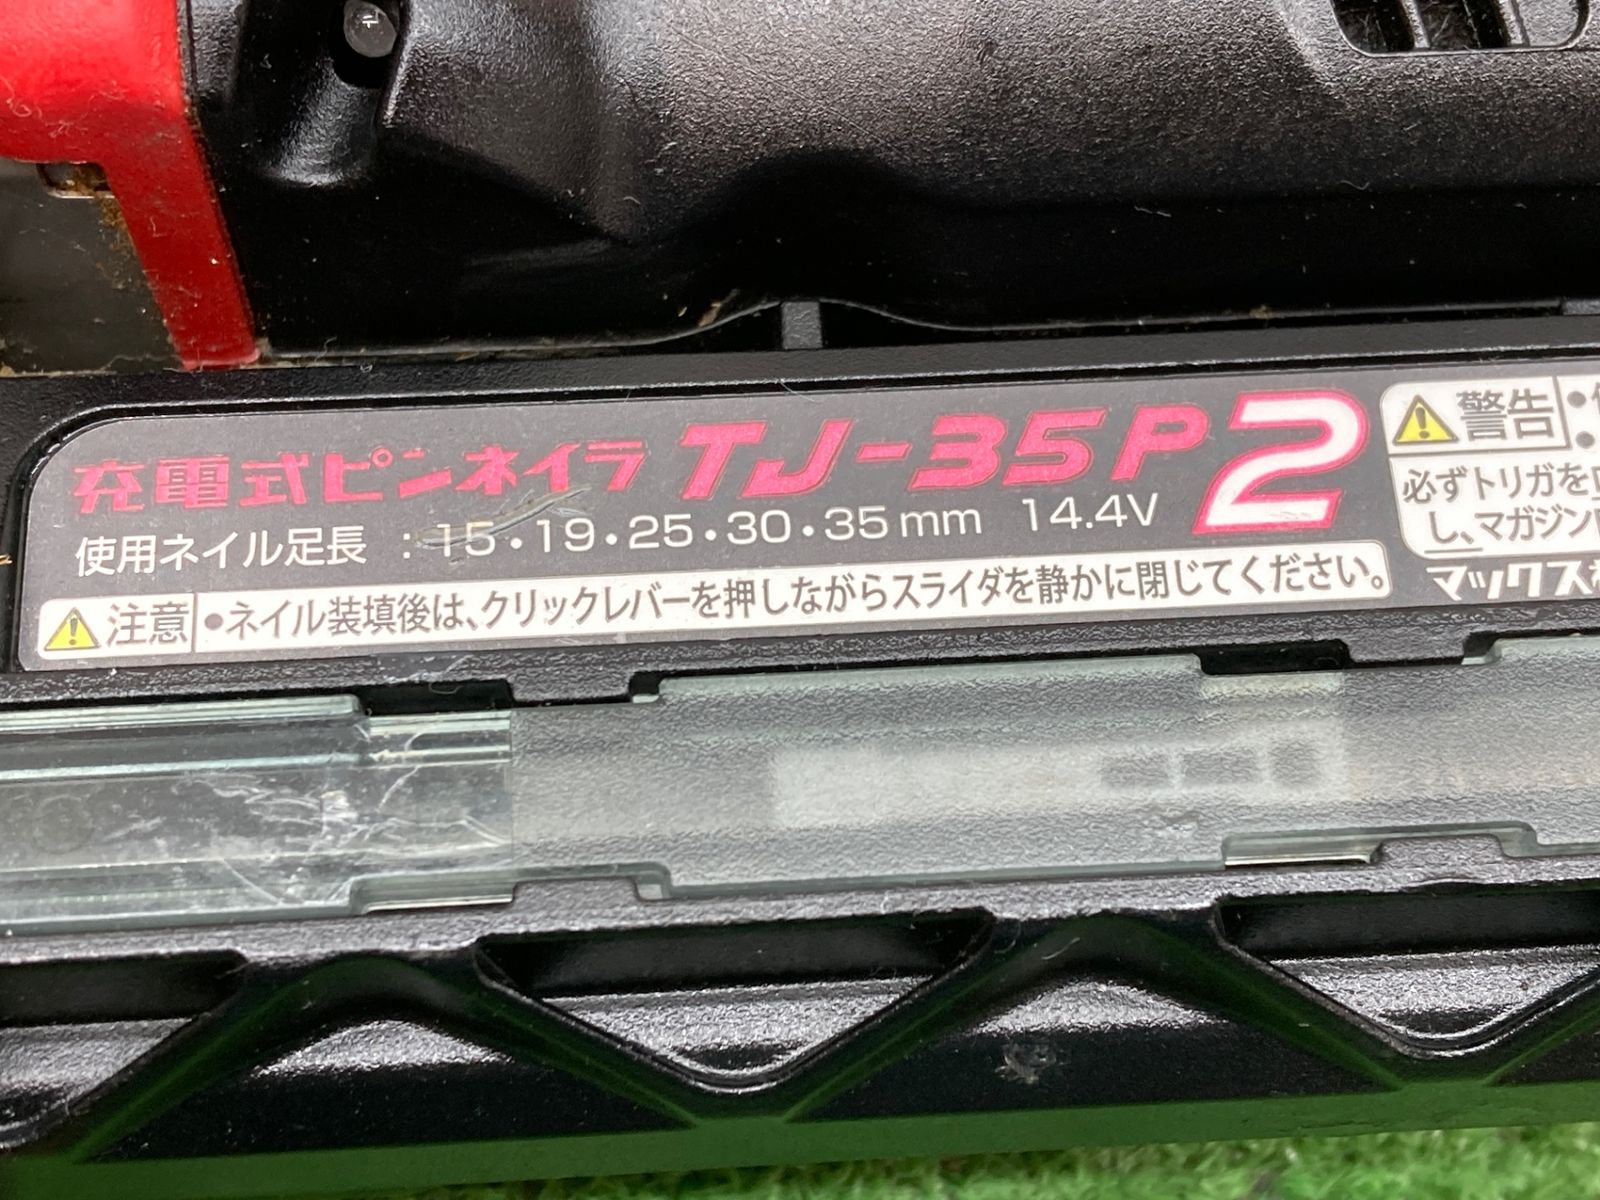 充電式ピンネイラ TJ-35P2
使用ネイル足長 : 15・19・25・30・35mm 14.4V
注意 •ネイル装填後は、クリックレバーを押しながらスライダを静かに閉じてください。
警告
必ずトリガを
し、マガジン
マックス